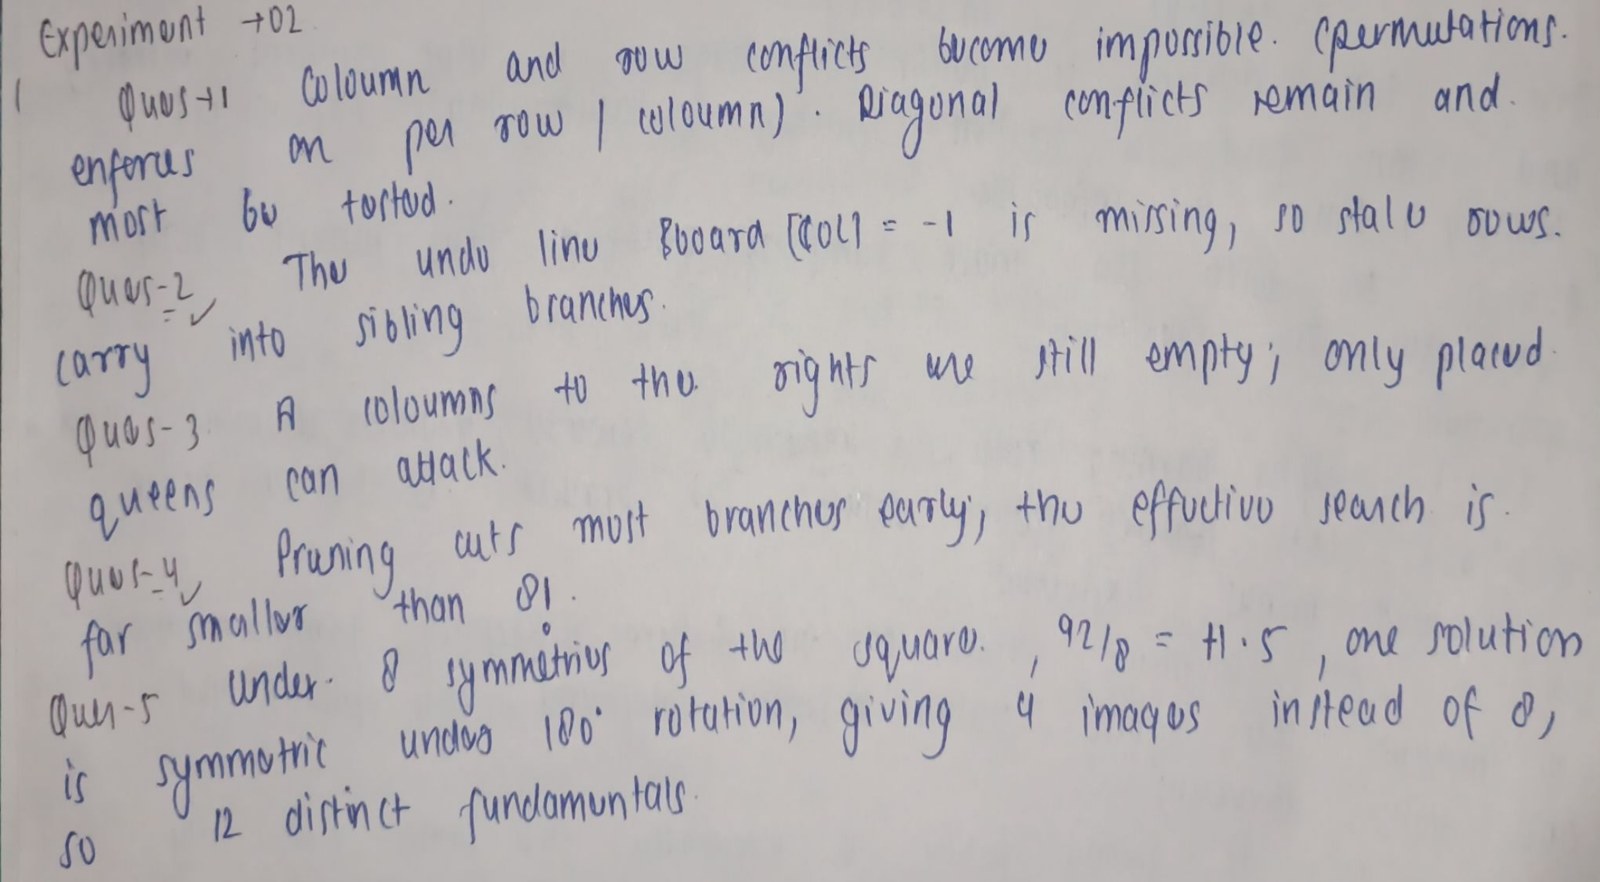 Experiment →02
Ques→1 Coloumn and row conflicts become impossible. (permutations.
enforces on per row / coloumn). Diagonal conflicts remain and.
most be tested.
Ques-2 The undo line Booard [COL] = -1 is missing, so stale rows.
carry into sibling branches.
Ques-3 A coloumns to the rights are still empty; only placed
queens can attack.
Ques-4 Pruning cuts most branches early; the effective search is.
far smaller than 8!.
Ques-5 under. 8 symmetries of the square. , 92/8 = 11.5 , one solution
is symmetric under 180° rotation, giving 4 images instead of 8,
so 12 distinct fundamentals.